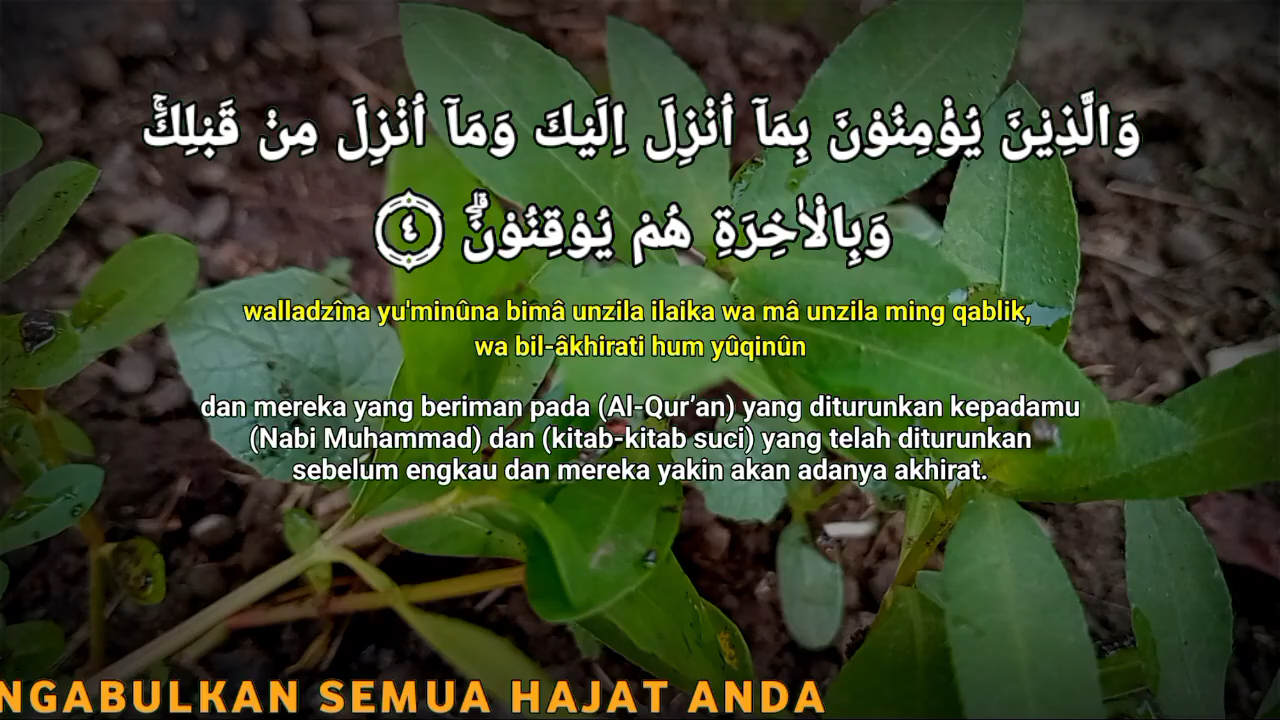 وَالَّذِيْنَ يُؤْمِنُوْنَ بِمَآ اُنْزِلَ اِلَيْكَ وَمَآ اُنْزِلَ مِنْ قَبْلِكَۚ
وَبِالْاٰخِرَةِ هُمْ يُوْقِنُوْنَۗ ٤
walladzîna yu'minûna bimâ unzila ilaika wa mâ unzila ming qablik,
wa bil-âkhirati hum yûqinûn
dan mereka yang beriman pada (Al-Qur’an) yang diturunkan kepadamu
(Nabi Muhammad) dan (kitab-kitab suci) yang telah diturunkan
sebelum engkau dan mereka yakin akan adanya akhirat.
NGABULKAN SEMUA HAJAT ANDA